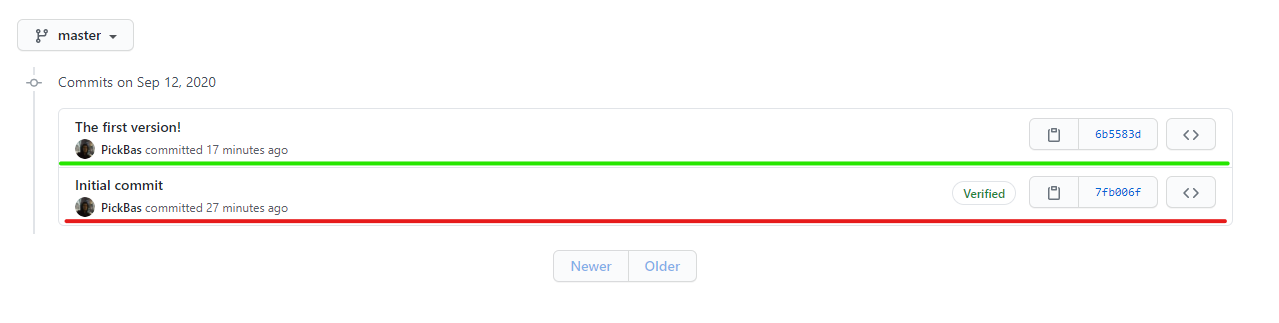 master
Commits on Sep 12, 2020
The first version!
PickBas committed 17 minutes ago
6b5583d
Initial commit
PickBas committed 27 minutes ago
Verified
7fb006f
Newer Older